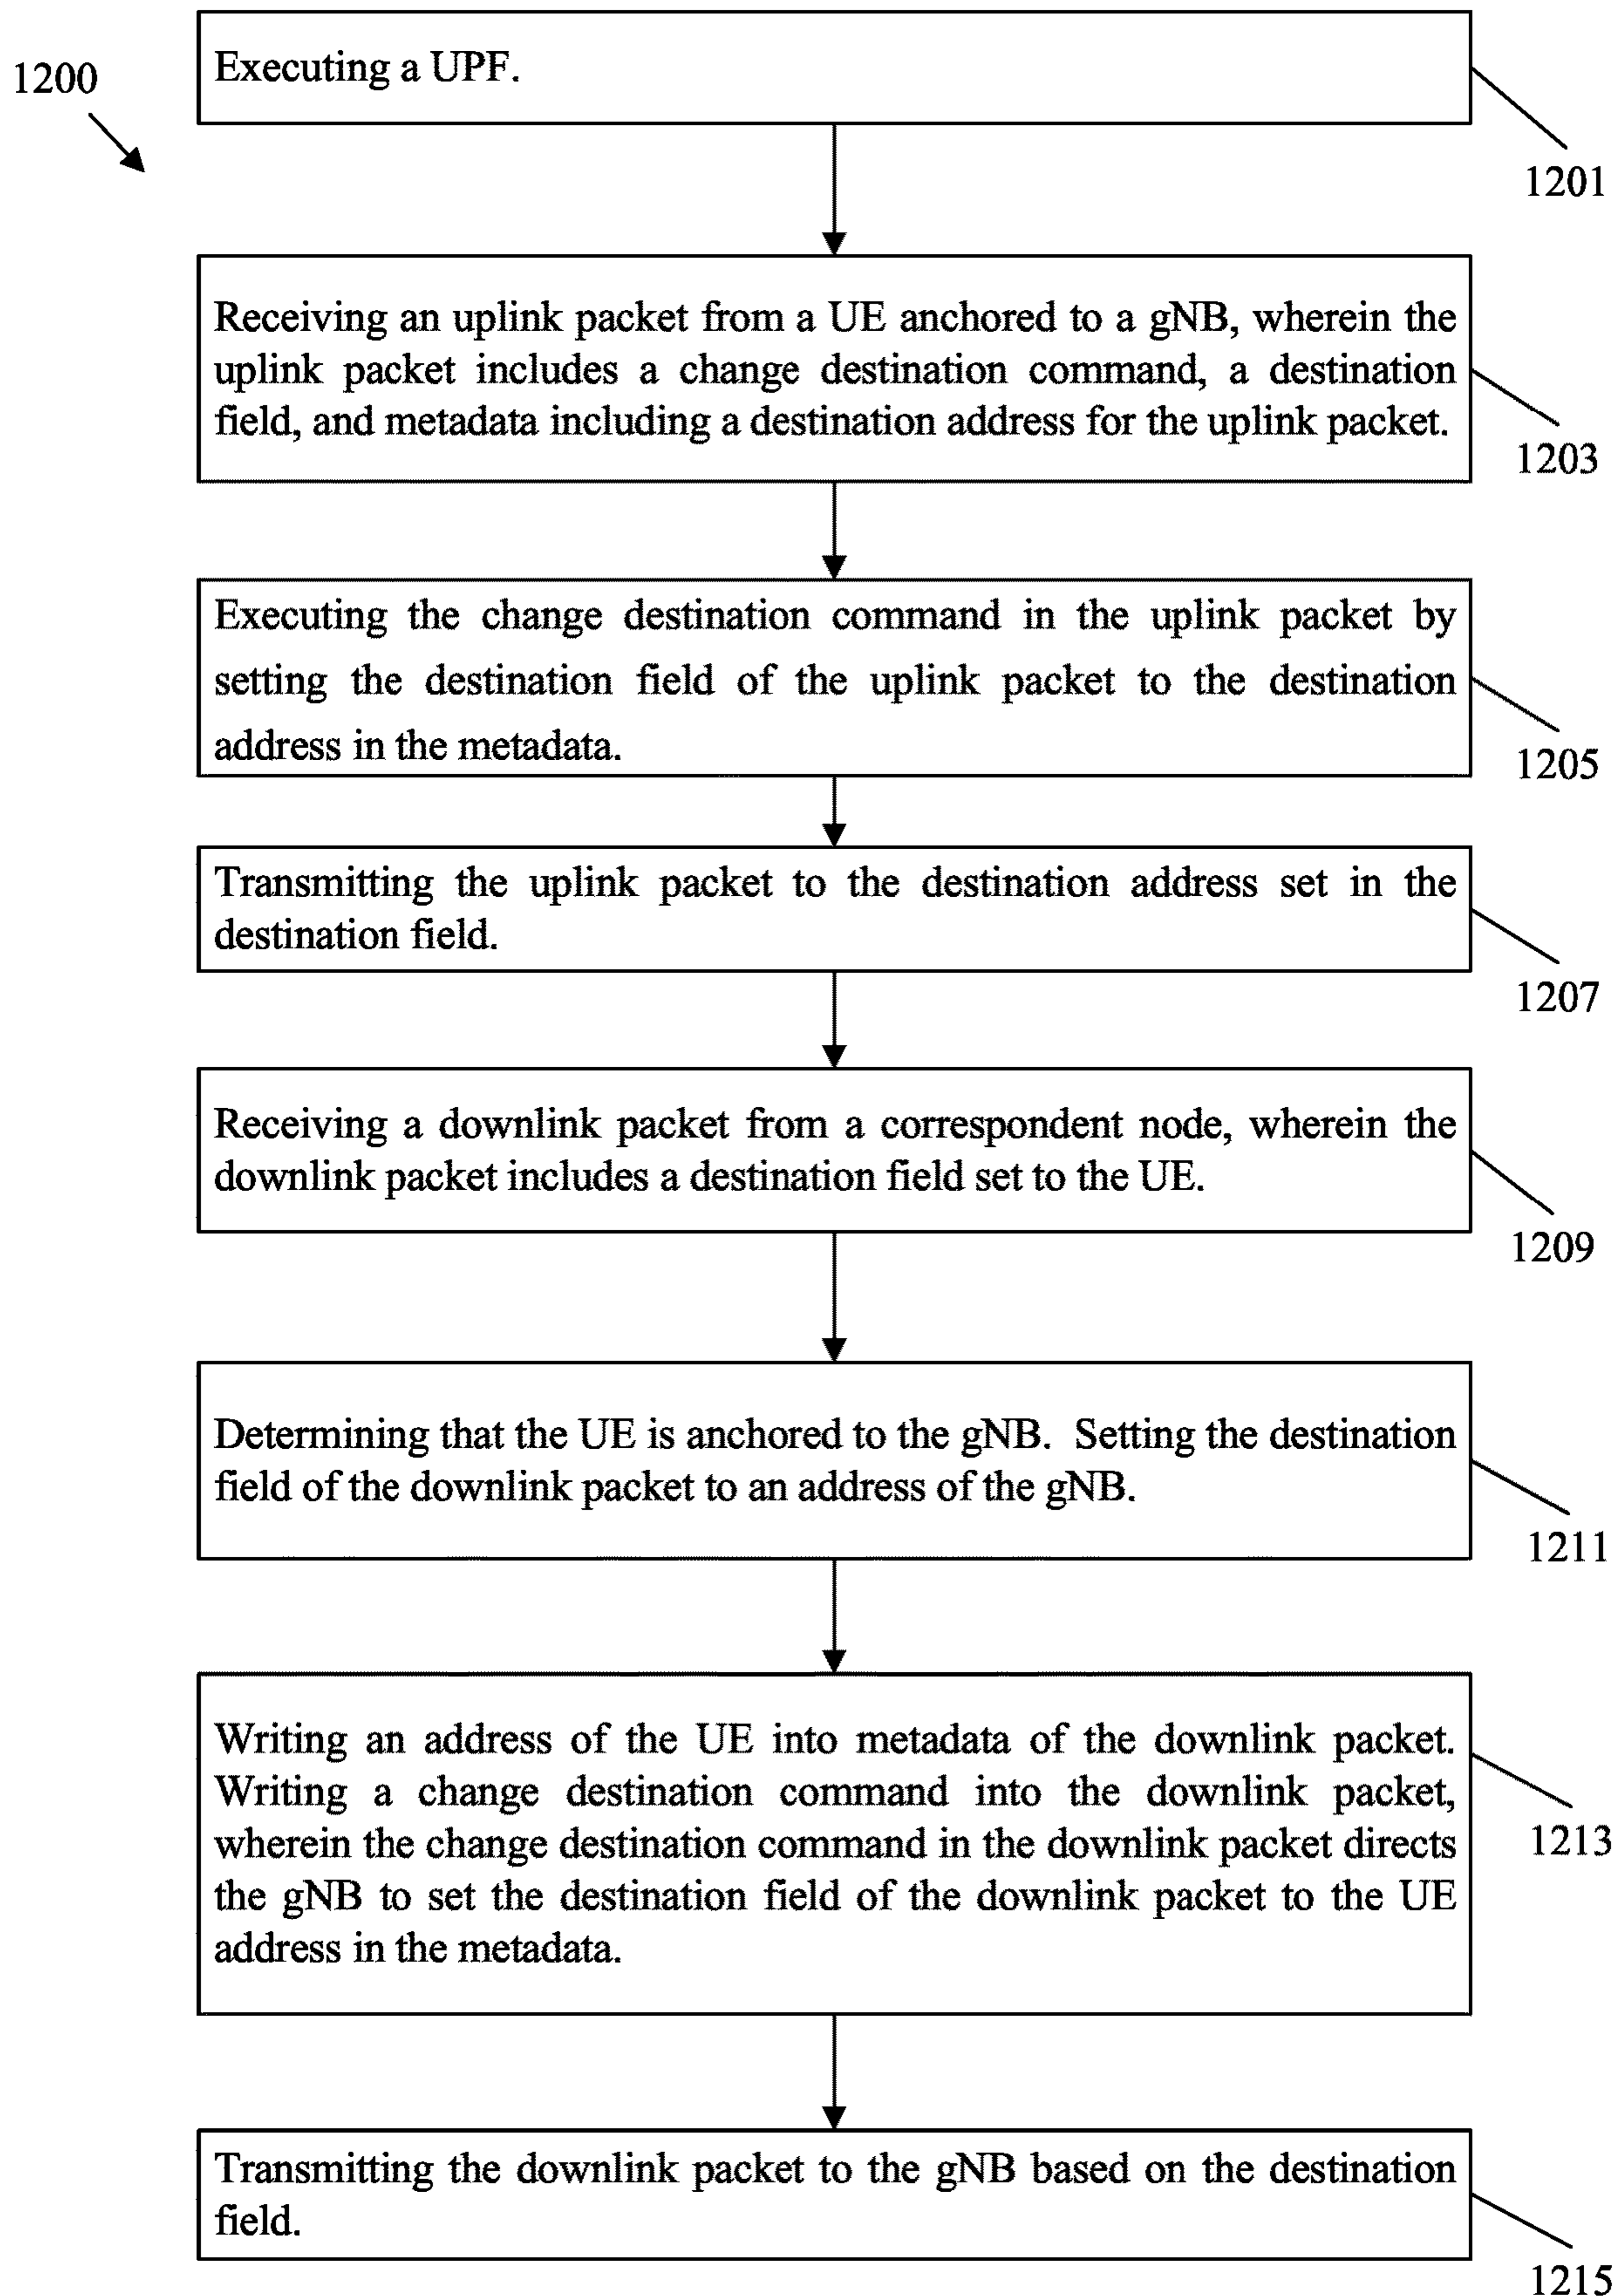 1200
Executing a UPF.
1201
Receiving an uplink packet from a UE anchored to a gNB, wherein the
uplink packet includes a change destination command, a destination
field, and metadata including a destination address for the uplink packet.
1203
Executing the change destination command in the uplink packet by
setting the destination field of the uplink packet to the destination
address in the metadata.
1205
Transmitting the uplink packet to the destination address set in the
destination field.
1207
Receiving a downlink packet from a correspondent node, wherein the
downlink packet includes a destination field set to the UE.
1209
Determining that the UE is anchored to the gNB. Setting the destination
field of the downlink packet to an address of the gNB.
1211
Writing an address of the UE into metadata of the downlink packet.
Writing a change destination command into the downlink packet,
wherein the change destination command in the downlink packet directs
the gNB to set the destination field of the downlink packet to the UE
address in the metadata.
1213
Transmitting the downlink packet to the gNB based on the destination
field.
1215